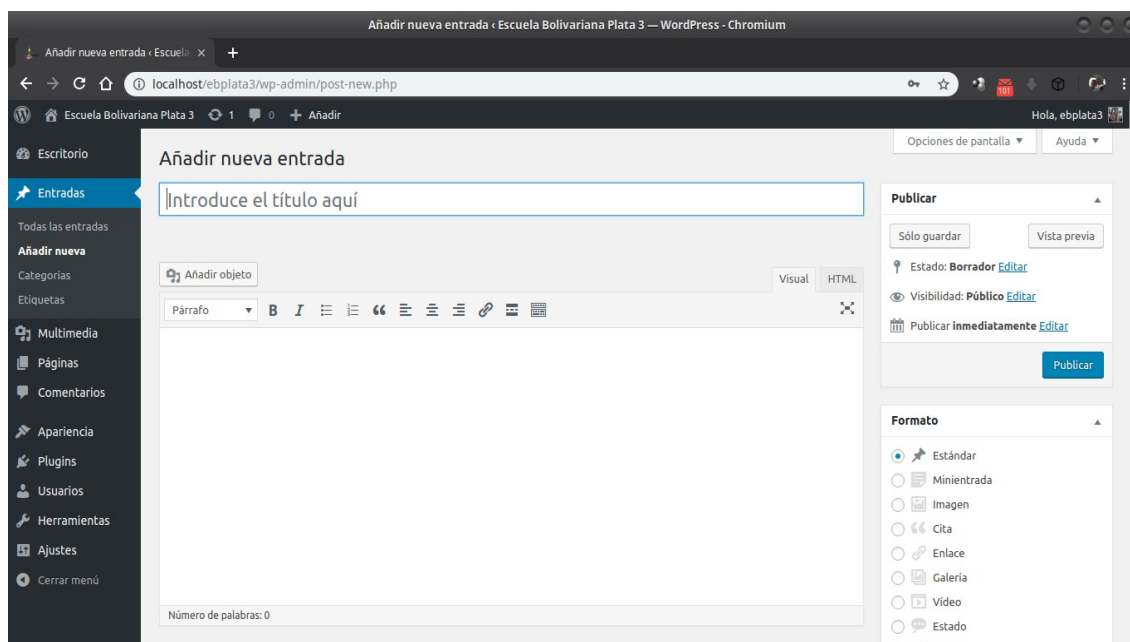 Añadir nueva entrada ‹ Escuela Bolivariana Plata 3 — WordPress - Chromium
Añadir nueva entrada ‹ Escuela
localhost/ebplata3/wp-admin/post-new.php
101
Escuela Bolivariana Plata 3 1 0 + Añadir
Hola, ebplata3
Opciones de pantalla ▼
Ayuda ▼
Escritorio
Entradas
Todas las entradas
Añadir nueva
Categorías
Etiquetas
Multimedia
Páginas
Comentarios
Apariencia
Plugins
Usuarios
Herramientas
Ajustes
Cerrar menú
Añadir nueva entrada
Introduce el título aquí
Añadir objeto
Visual HTML
Párrafo B I
Número de palabras: 0
Publicar
Sólo guardar Vista previa
Estado: Borrador Editar
Visibilidad: Público Editar
Publicar inmediatamente Editar
Publicar
Formato
Estándar
Minientrada
Imagen
Cita
Enlace
Galería
Vídeo
Estado